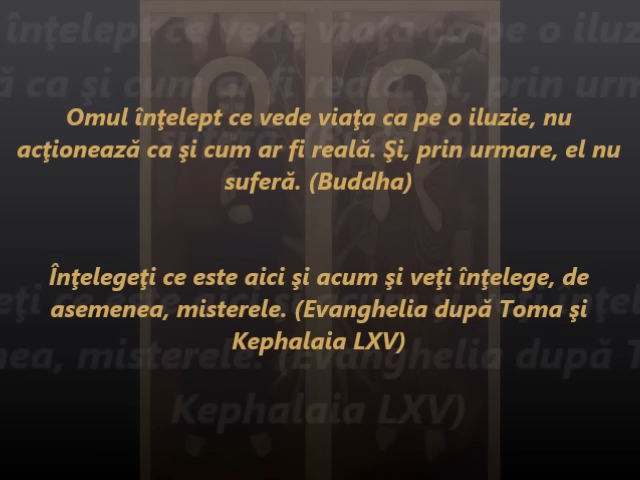 Omul înţelept ce vede viaţa ca pe o iluzie, nu
acţionează ca şi cum ar fi reală. Şi, prin urmare, el nu
suferă. (Buddha)
Înţelegeţi ce este aici şi acum şi veţi înţelege, de
asemenea, misterele. (Evanghelia după Toma şi
Kephalaia LXV)